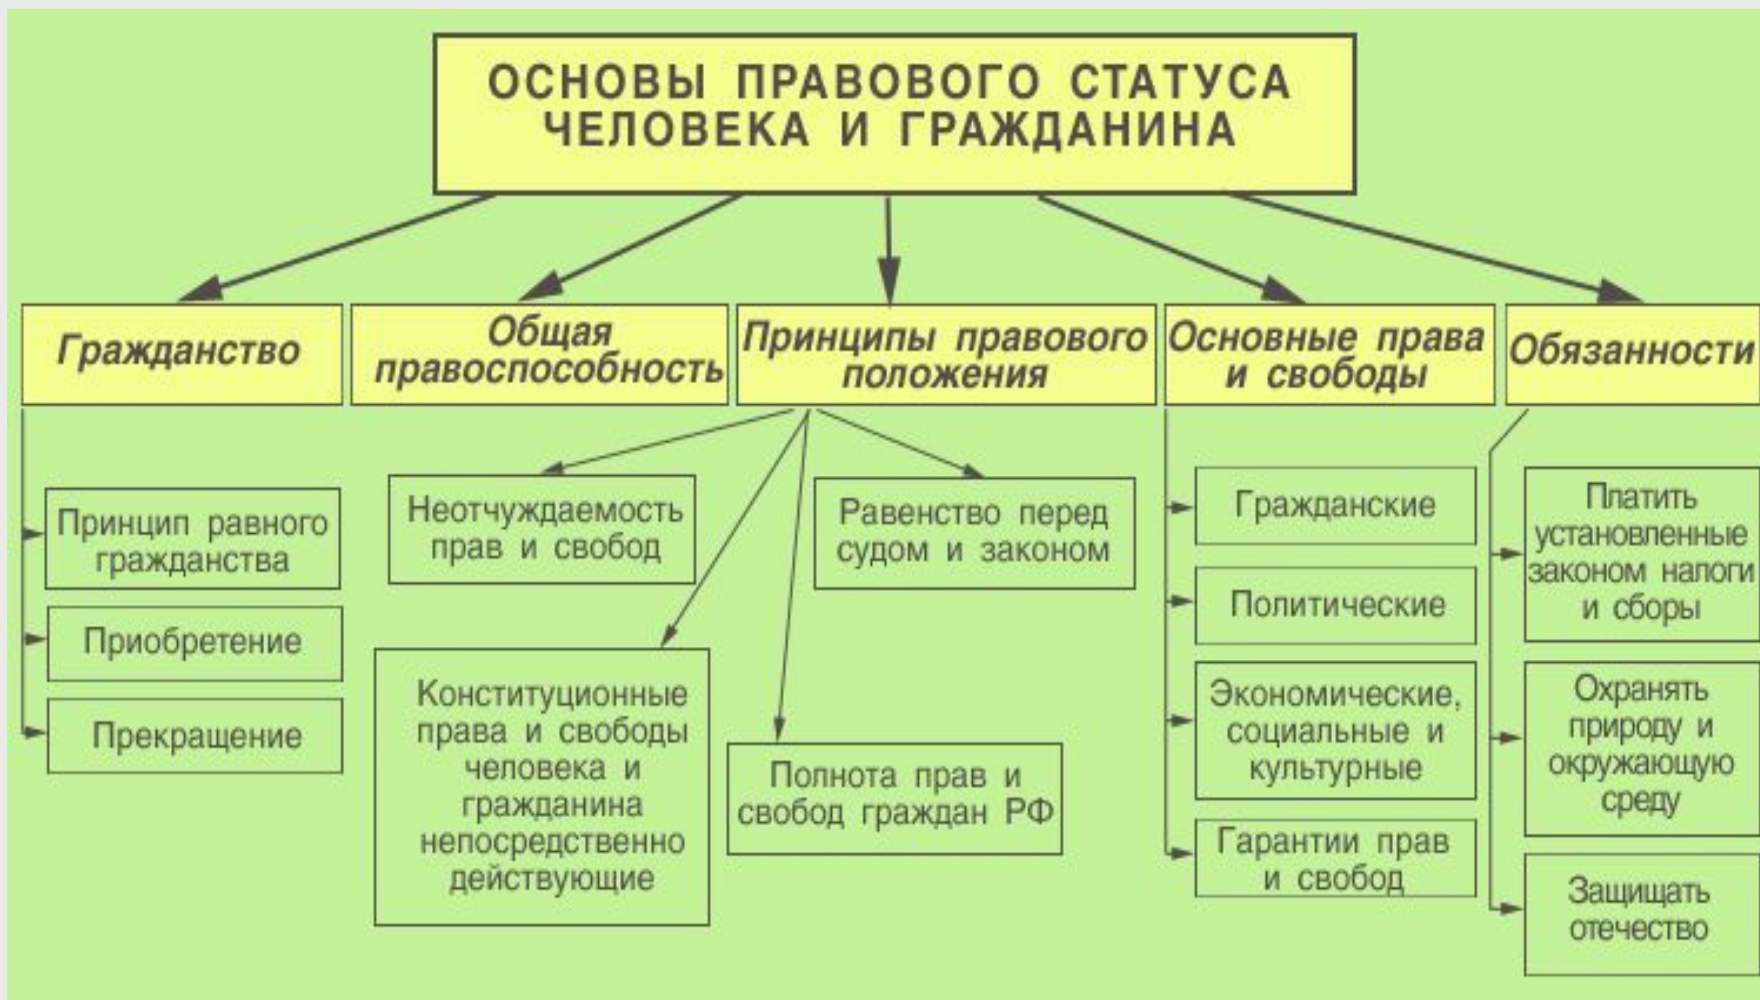 ОСНОВЫ ПРАВОВОГО СТАТУСА
ЧЕЛОВЕКА И ГРАЖДАНИНА
Гражданство
Общая
правоспособность
Принципы правового
положения
Основные права
и свободы
Обязанности
Принцип равного
гражданства
Приобретение
Прекращение
Неотчуждаемость
прав и свобод
Конституционные
права и свободы
человека и
гражданина
непосредственно
действующие
Полнота прав и
свобод граждан РФ
Равенство перед
судом и законом
Гражданские
Политические
Экономические,
социальные и
культурные
Гарантии прав
и свобод
Платить
установленные
законом налоги
и сборы
Охранять
природу и
окружающую
среду
Защищать
отечество